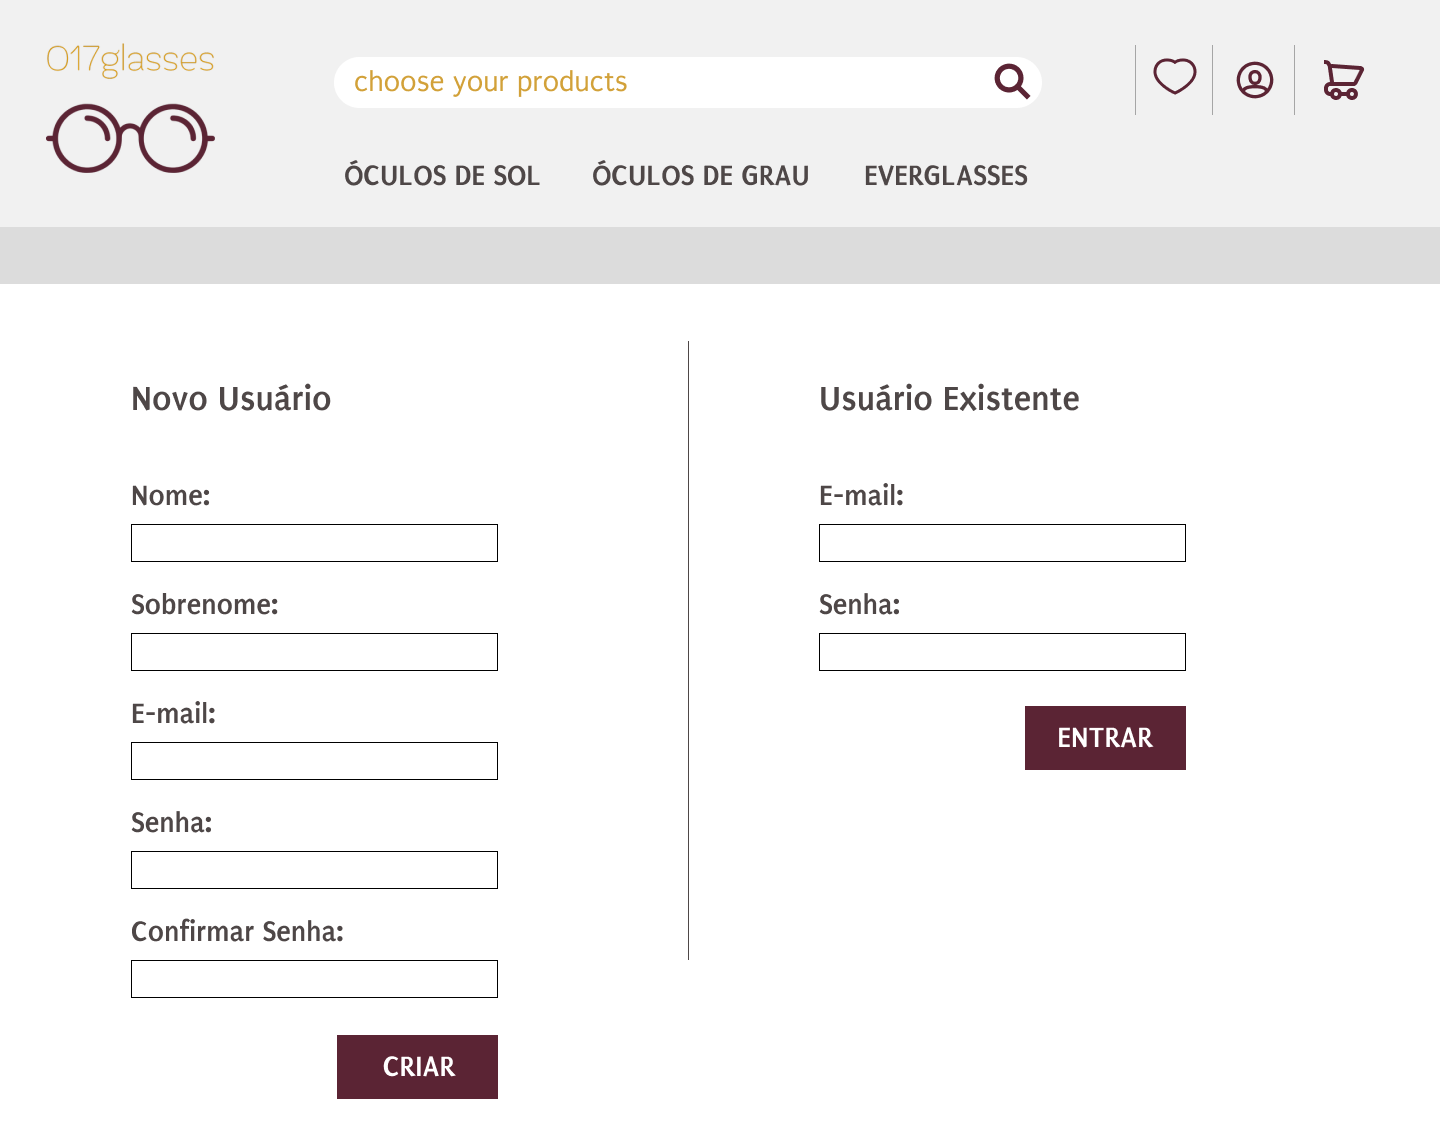 017glasses
choose your products
ÓCULOS DE SOL
ÓCULOS DE GRAU
EVERGLASSES
Novo Usuário
Nome:
Sobrenome:
E-mail:
Senha:
Confirmar Senha:
CRIAR
Usuário Existente
E-mail:
Senha:
ENTRAR